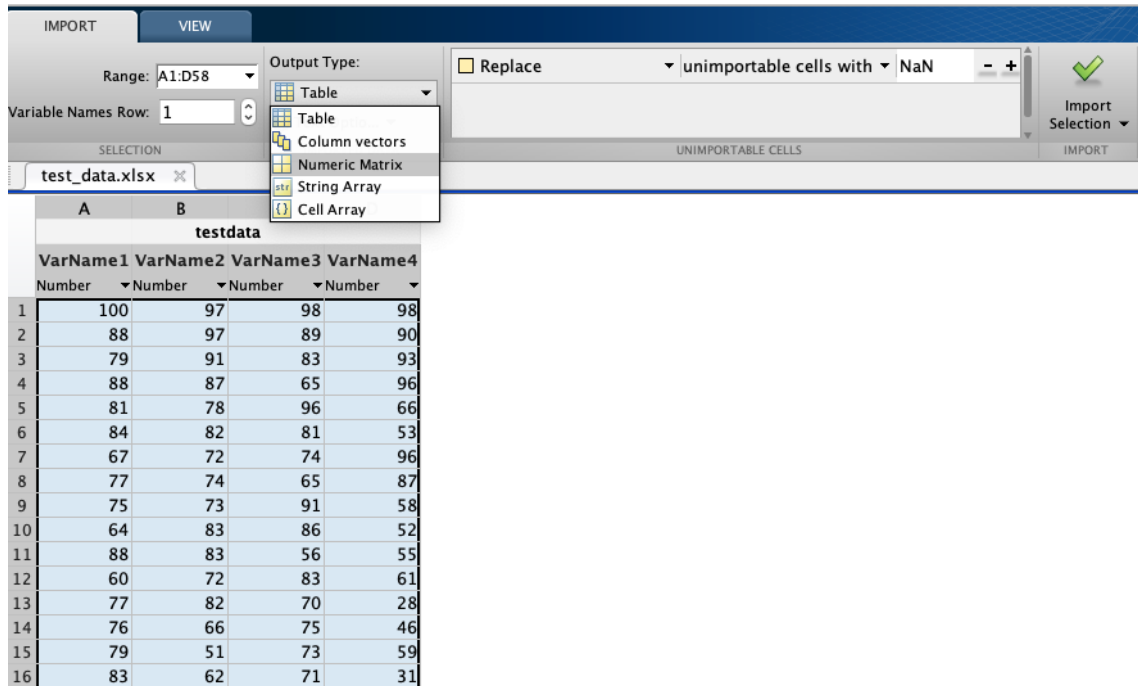 IMPORT VIEW
Range: A1:D58
Variable Names Row: 1
SELECTION
Output Type:
Table
Table
Column vectors
Numeric Matrix
String Array
Cell Array
Replace unimportable cells with NaN - +
UNIMPORTABLE CELLS
Import
Selection
IMPORT
test_data.xlsx
A B
testdata
VarName1 VarName2 VarName3 VarName4
Number Number Number Number
1 100 97 98 98
2 88 97 89 90
3 79 91 83 93
4 88 87 65 96
5 81 78 96 66
6 84 82 81 53
7 67 72 74 96
8 77 74 65 87
9 75 73 91 58
10 64 83 86 52
11 88 83 56 55
12 60 72 83 61
13 77 82 70 28
14 76 66 75 46
15 79 51 73 59
16 83 62 71 31